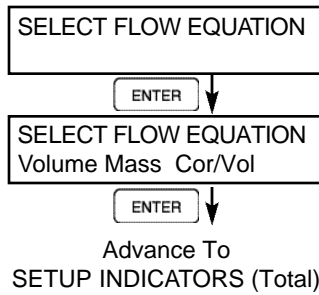 SELECT FLOW EQUATION
ENTER
SELECT FLOW EQUATION
Volume Mass Cor/Vol
ENTER
Advance To
SETUP INDICATORS (Total)